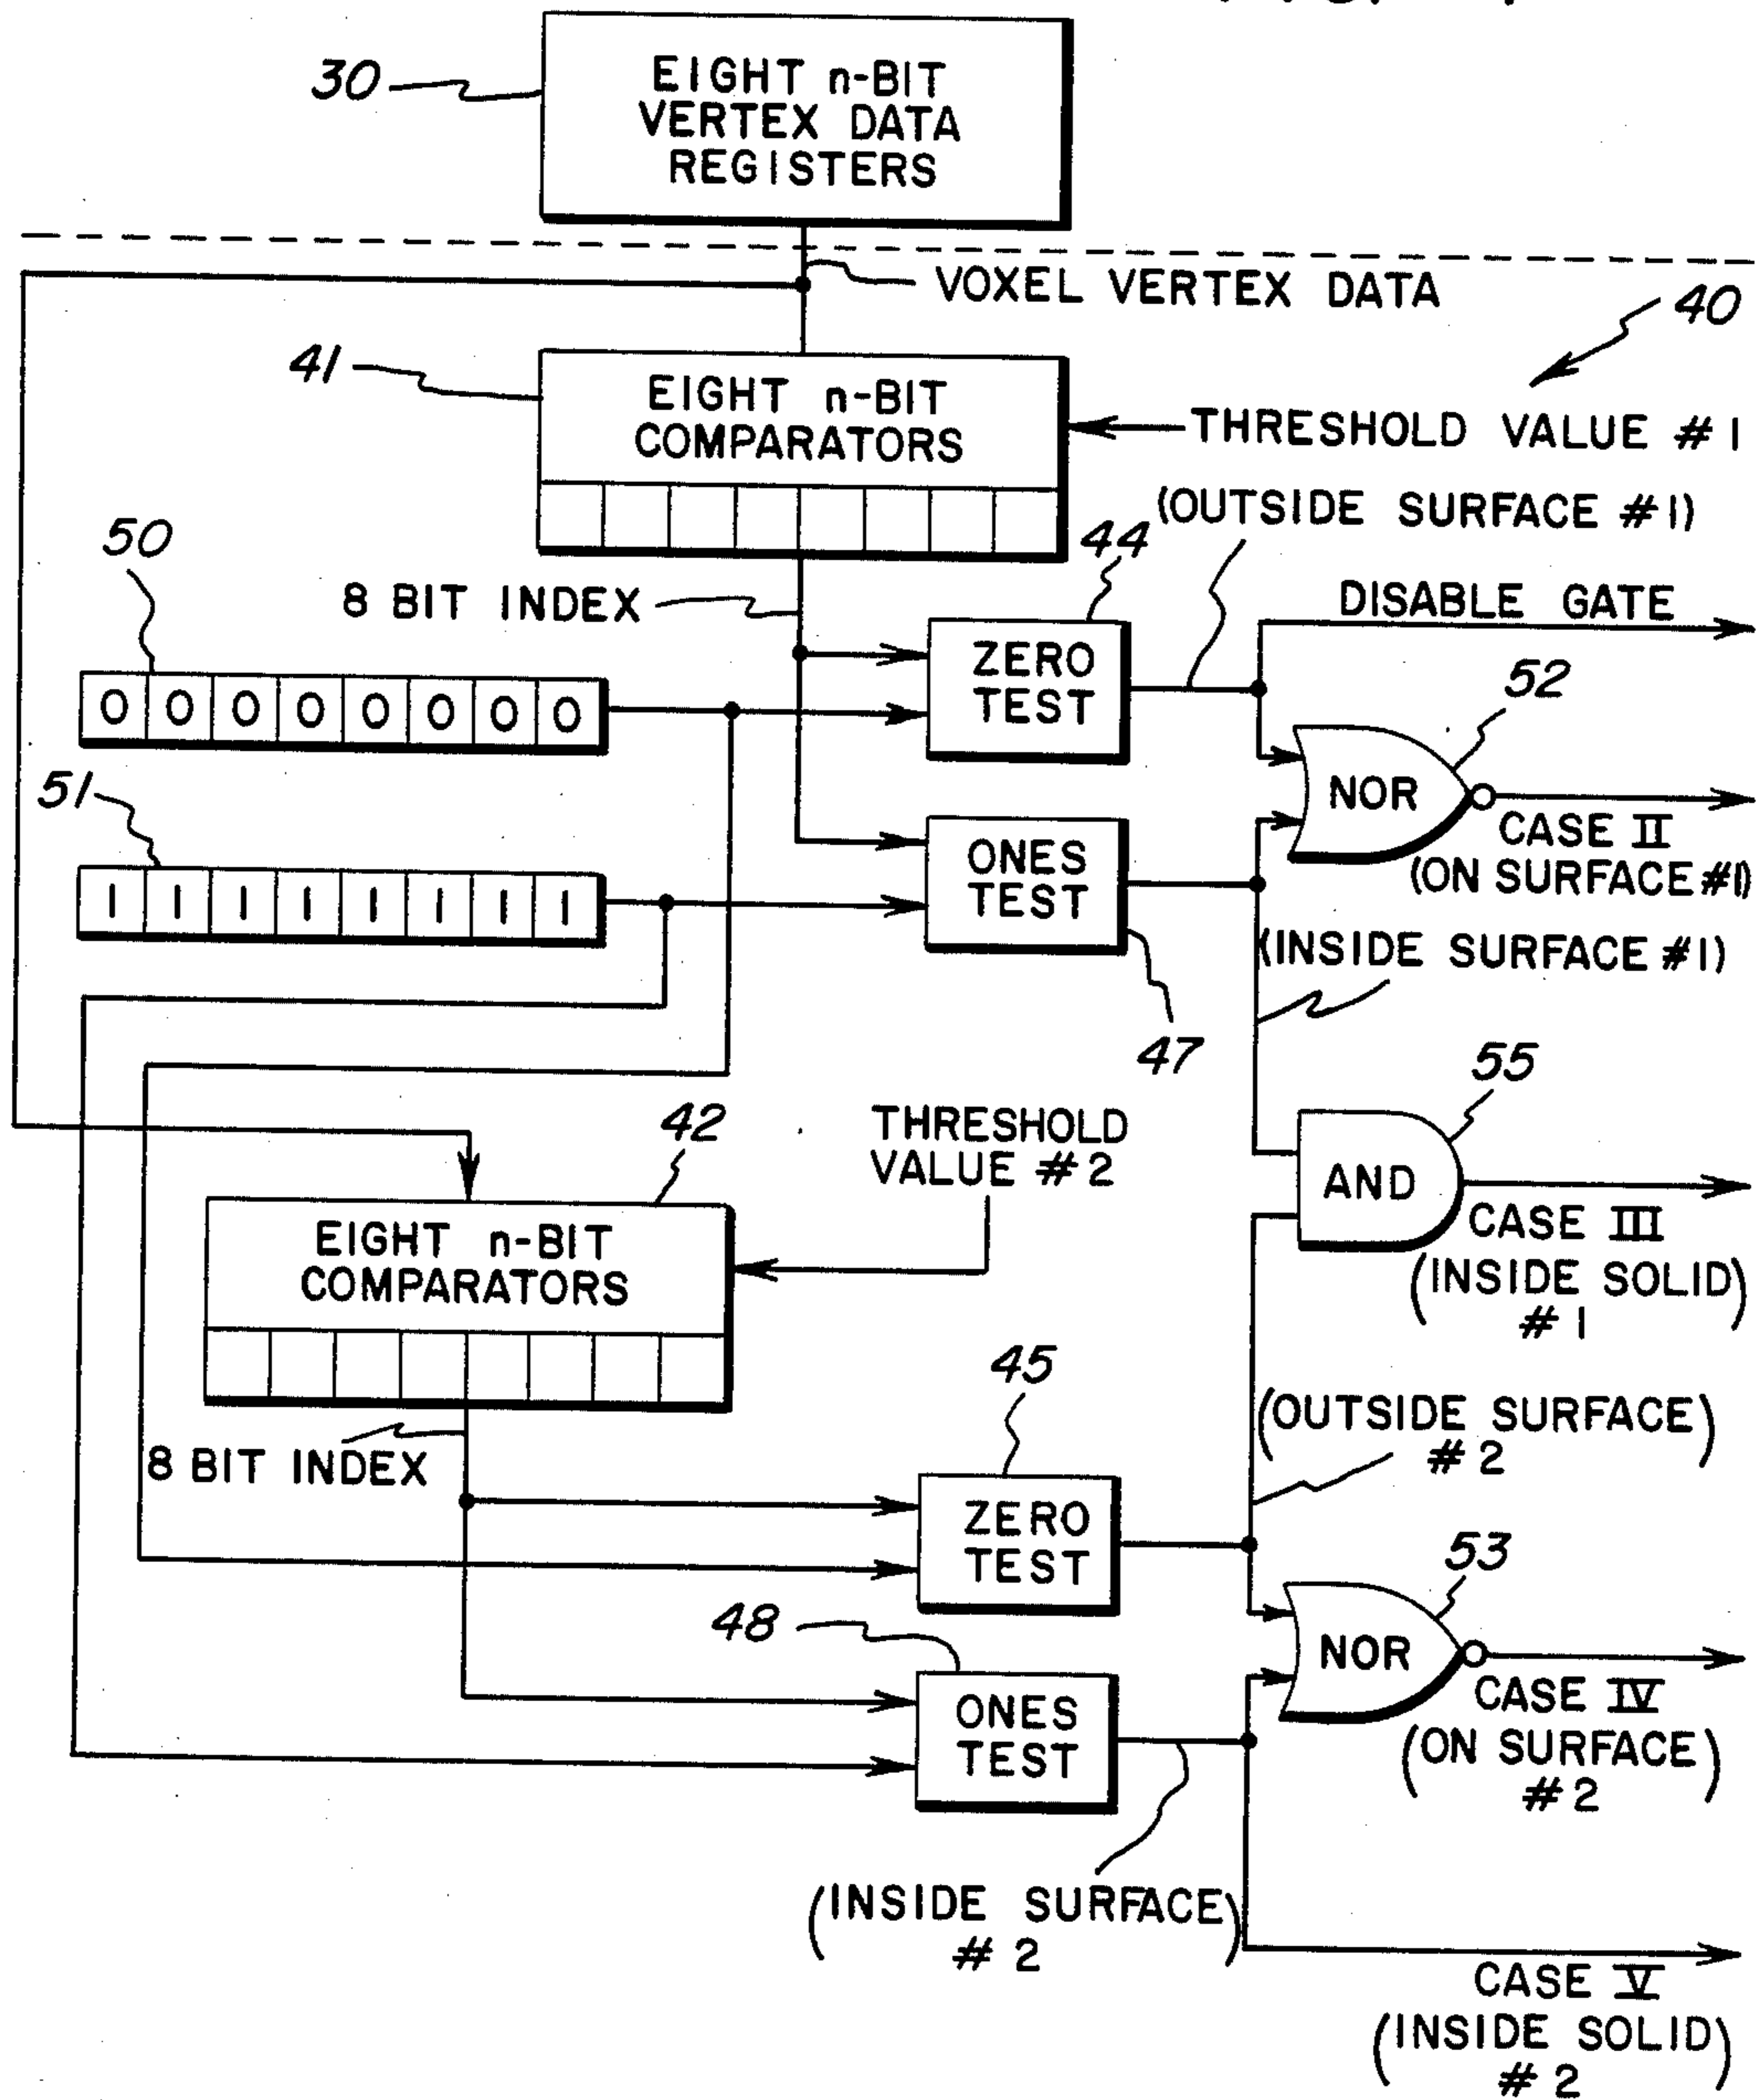 30
EIGHT n-BIT
VERTEX DATA
REGISTERS
VOXEL VERTEX DATA
40
41
EIGHT n-BIT
COMPARATORS
THRESHOLD VALUE #1
(OUTSIDE SURFACE #1)
50
44
8 BIT INDEX
DISABLE GATE
ZERO
TEST
0 0 0 0 0 0 0 0
52
NOR
51
CASE II
(ON SURFACE #1)
ONES
TEST
1 1 1 1 1 1 1 1
(INSIDE SURFACE #1)
47
55
42
THRESHOLD
VALUE #2
AND
CASE III
(INSIDE SOLID)
#1
EIGHT n-BIT
COMPARATORS
45
(OUTSIDE SURFACE)
#2
8 BIT INDEX
ZERO
TEST
53
48
NOR
CASE IV
(ON SURFACE)
#2
ONES
TEST
(INSIDE SURFACE)
#2
CASE V
(INSIDE SOLID)
#2